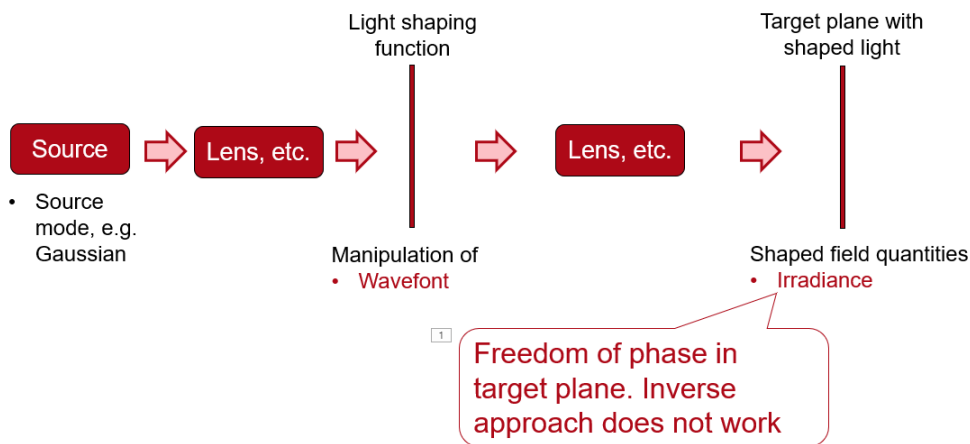 Light shaping
function
Target plane with
shaped light
Source
Lens, etc.
Lens, etc.
• Source
mode, e.g.
Gaussian
Manipulation of
• Wavefont
Shaped field quantities
• Irradiance
1
Freedom of phase in
target plane. Inverse
approach does not work